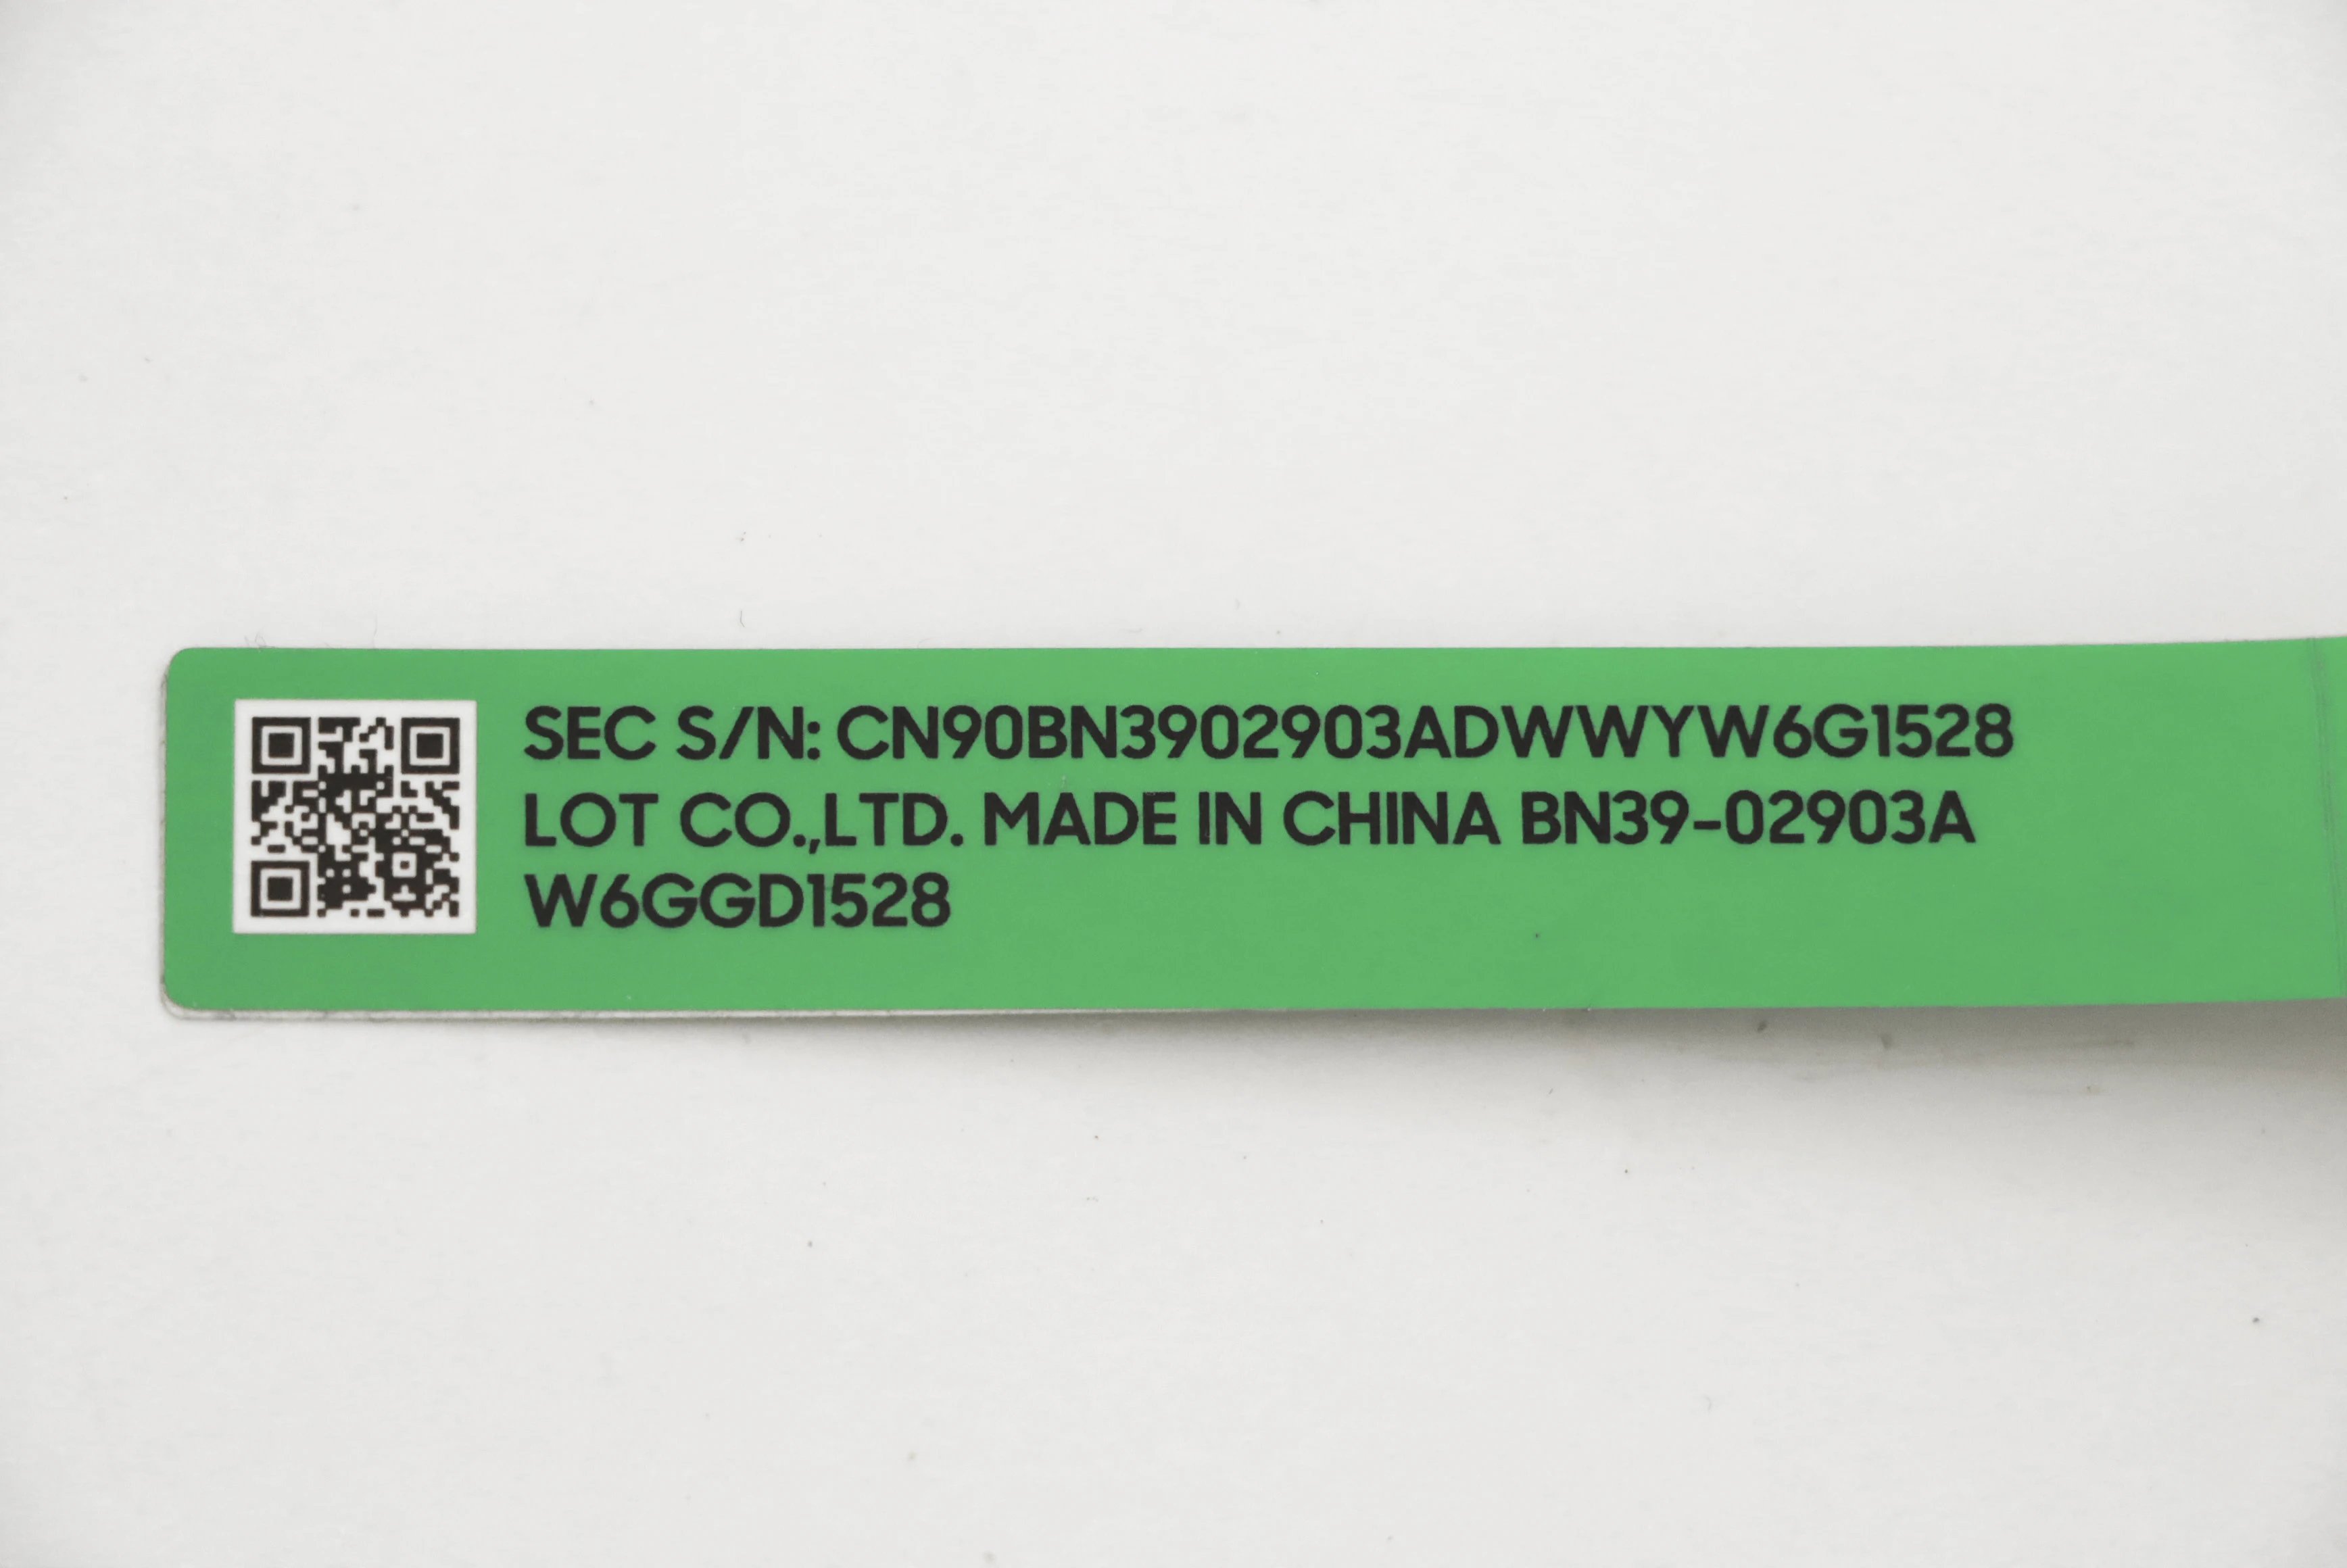 SEC S/N: CN90BN3902903ADWWYW6G1528
LOT CO.,LTD. MADE IN CHINA BN39-02903A
W6GGD1528